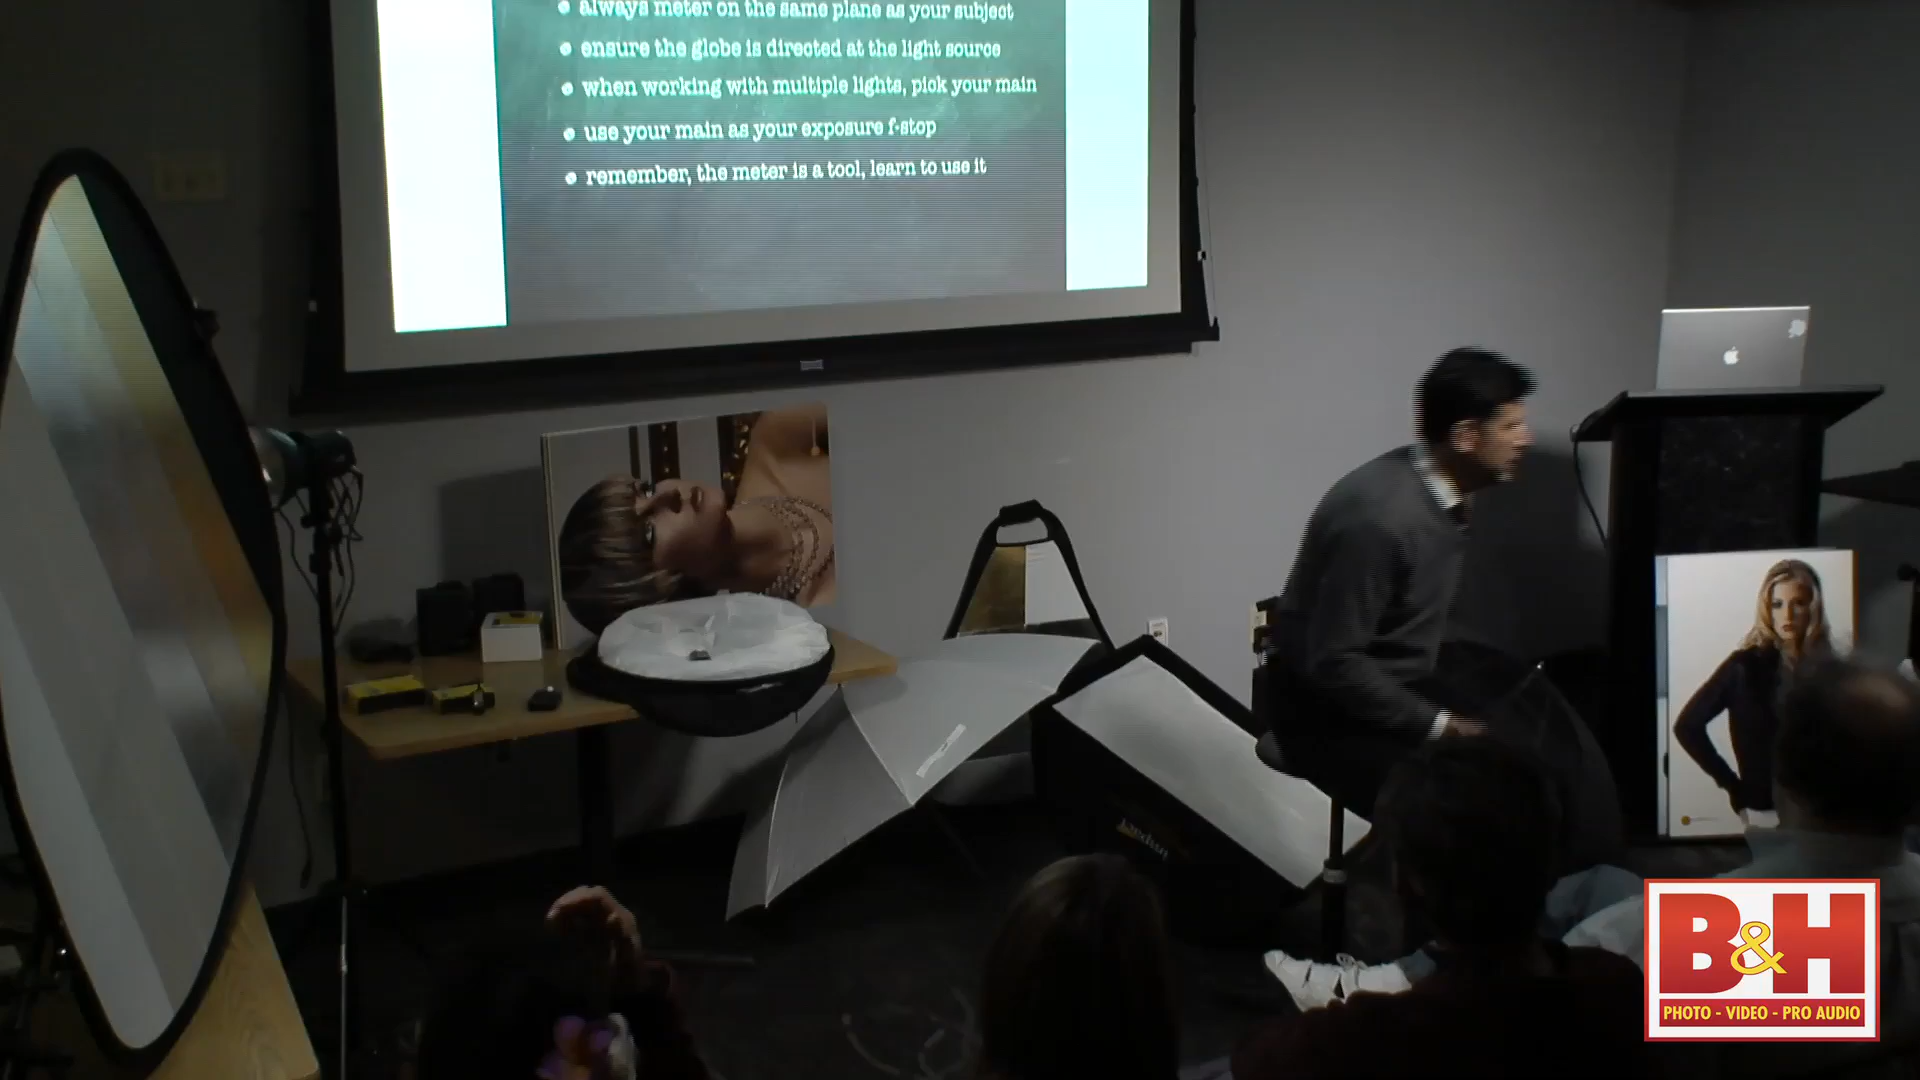 always meter on the same plane as your subject
ensure the globe is directed at the light source
when working with multiple lights, pick your main
use your main as your exposure f-stop
remember, the meter is a tool, learn to use it
B&H
PHOTO - VIDEO - PRO AUDIO